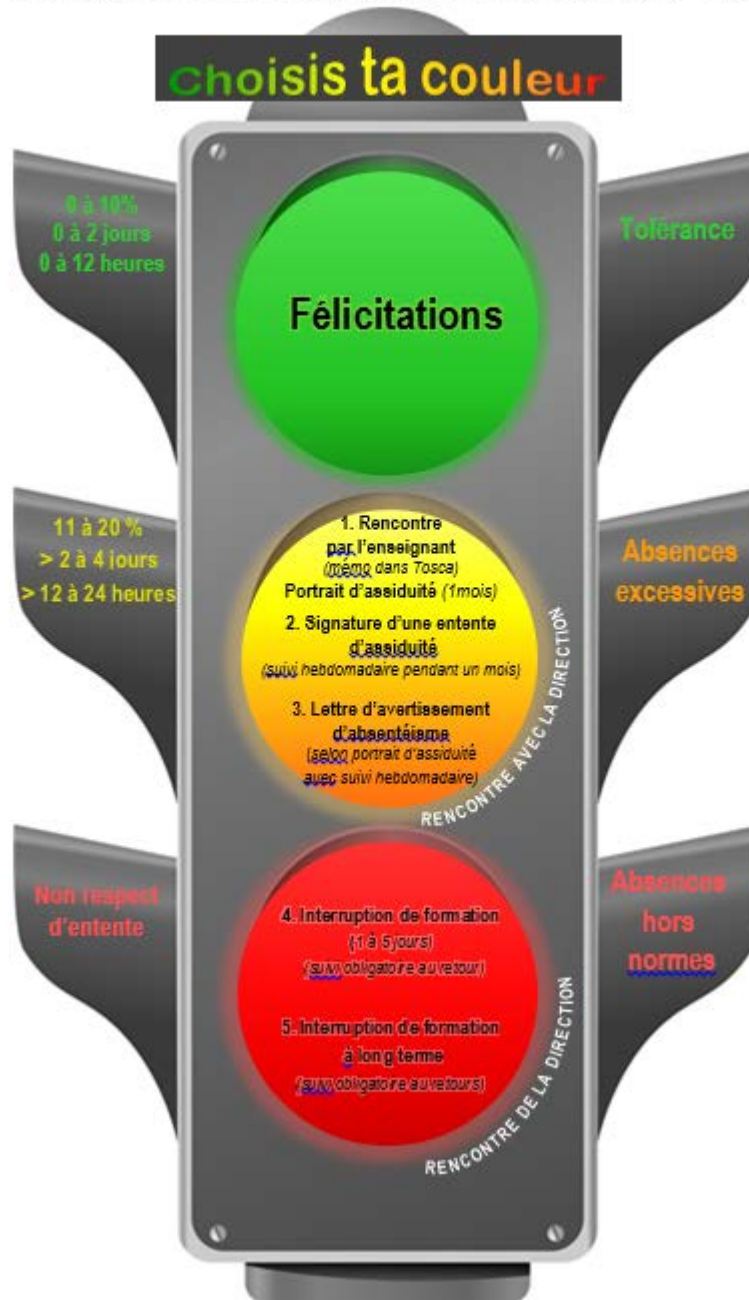 Choisis ta couleur
0 à 10%
0 à 2 jours
0 à 12 heures
Tolérance
Félicitations
11 à 20 %
> 2 à 4 jours
> 12 à 24 heures
Absences
excessives
1. Rencontre
par l'enseignant
(mémo dans Tosca)
Portrait d'assiduité (1mois)
2. Signature d'une entente
d'assiduité
(suivi hebdomadaire pendant un mois)
3. Lettre d'avertissement
d'absentéisme
(selon portrait d'assiduité
avec suivi hebdomadaire)
RENCONTRE AVEC LA DIRECTION
Non respect
d'entente
Absences
hors
normes
4. Interruption de formation
(1 à 5 jours)
(suivi obligatoire au retour)
5. Interruption de formation
à long terme
(suivi obligatoire au retours)
RENCONTRE DE LA DIRECTION